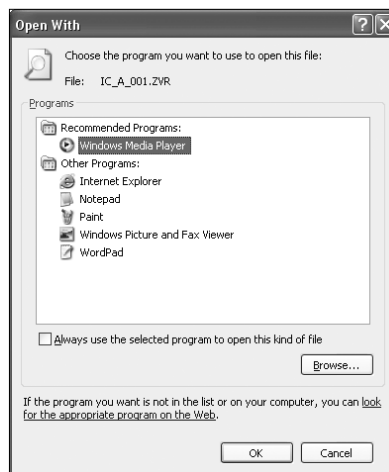 Open With
Choose the program you want to use to open this file:
File: IC_A_001.ZVR
Programs
Recommended Programs:
Windows Media Player
Other Programs:
Internet Explorer
Notepad
Paint
Windows Picture and Fax Viewer
WordPad
Always use the selected program to open this kind of file
Browse...
If the program you want is not in the list or on your computer, you can look
for the appropriate program on the Web.
OK Cancel